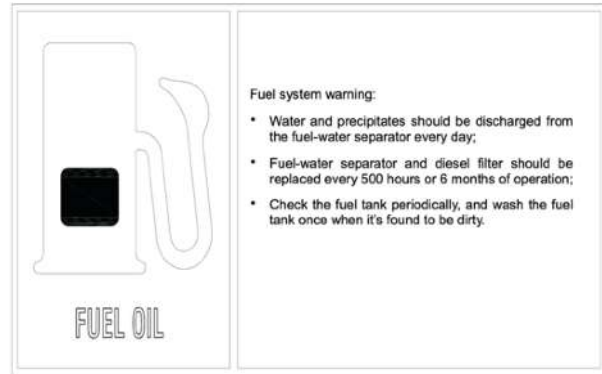 FUEL OIL
Fuel system warning:
• Water and precipitates should be discharged from
the fuel-water separator every day;
• Fuel-water separator and diesel filter should be
replaced every 500 hours or 6 months of operation;
• Check the fuel tank periodically, and wash the fuel
tank once when it's found to be dirty.